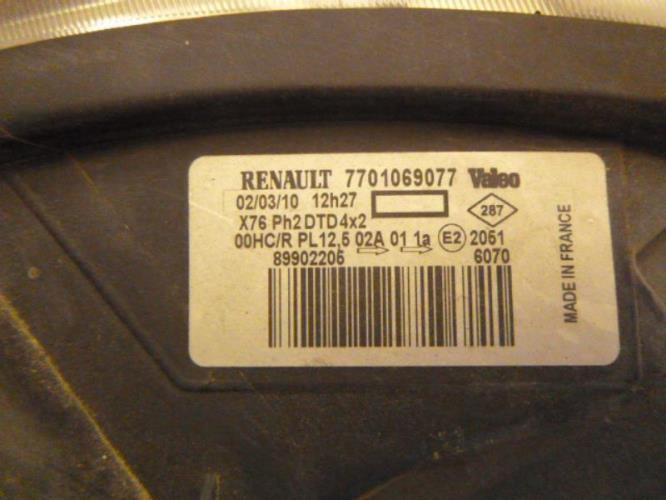 RENAULT 7701069077 Valeo
02/03/10 12h27
287
X76 Ph2 DTD 4x2
00HC/R PL12,5 02A 01 1a E2 2051
89902205 6070
MADE IN FRANCE